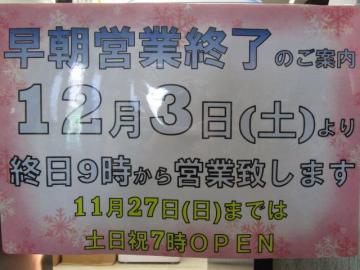 早朝営業終了のご案内
12月3日(土)より
終日9時から営業致します
11月27日(日)までは
土日祝7時OPEN